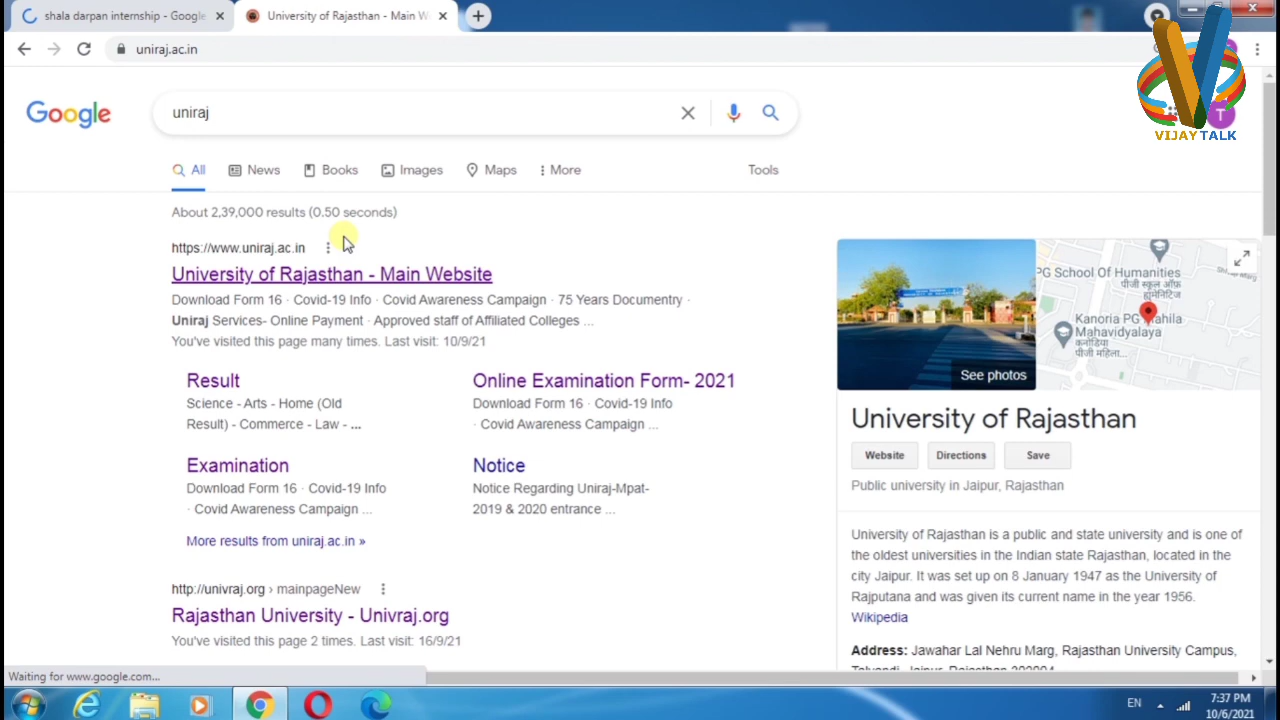 shala darpan internship - Google
University of Rajasthan - Main W
uniraj.ac.in
VIJAYTALK
Google
uniraj
T
All
News
Books
Images
Maps
More
Tools
About 2,39,000 results (0.50 seconds)
https://www.uniraj.ac.in
University of Rajasthan - Main Website
Download Form 16 · Covid-19 Info · Covid Awareness Campaign · 75 Years Documentry ·
Uniraj Services- Online Payment · Approved staff of Affiliated Colleges ...
You've visited this page many times. Last visit: 10/9/21
Result
Science - Arts - Home (Old
Result) - Commerce - Law - ...
Online Examination Form- 2021
Download Form 16 · Covid-19 Info
· Covid Awareness Campaign ...
Examination
Download Form 16 · Covid-19 Info
· Covid Awareness Campaign ...
Notice
Notice Regarding Uniraj-Mpat-
2019 & 2020 entrance ...
More results from uniraj.ac.in »
http://univraj.org › mainpageNew
Rajasthan University - Univraj.org
You've visited this page 2 times. Last visit: 16/9/21
PG School Of Humanities
पीजी स्कूल ऑफ़
ह्यूमेनिटिज़
Kanoria PG Mahila
Mahavidyalaya
कनोडिया
पीजी महिला...
See photos
University of Rajasthan
Website
Directions
Save
Public university in Jaipur, Rajasthan
University of Rajasthan is a public and state university and is one of
the oldest universities in the Indian state Rajasthan, located in the
city Jaipur. It was set up on 8 January 1947 as the University of
Rajputana and was given its current name in the year 1956.
Wikipedia
Address: Jawahar Lal Nehru Marg, Rajasthan University Campus,
Waiting for www.google.com...
EN
7:37 PM
10/6/2021